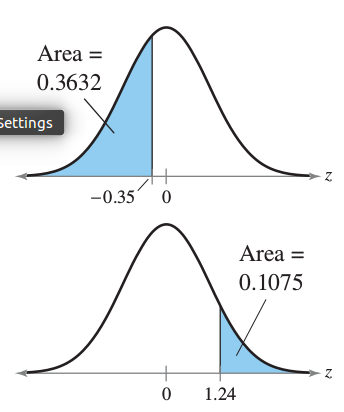 Area =
0.3632
Settings
−0.35
0
z
Area =
0.1075
0
1.24
z